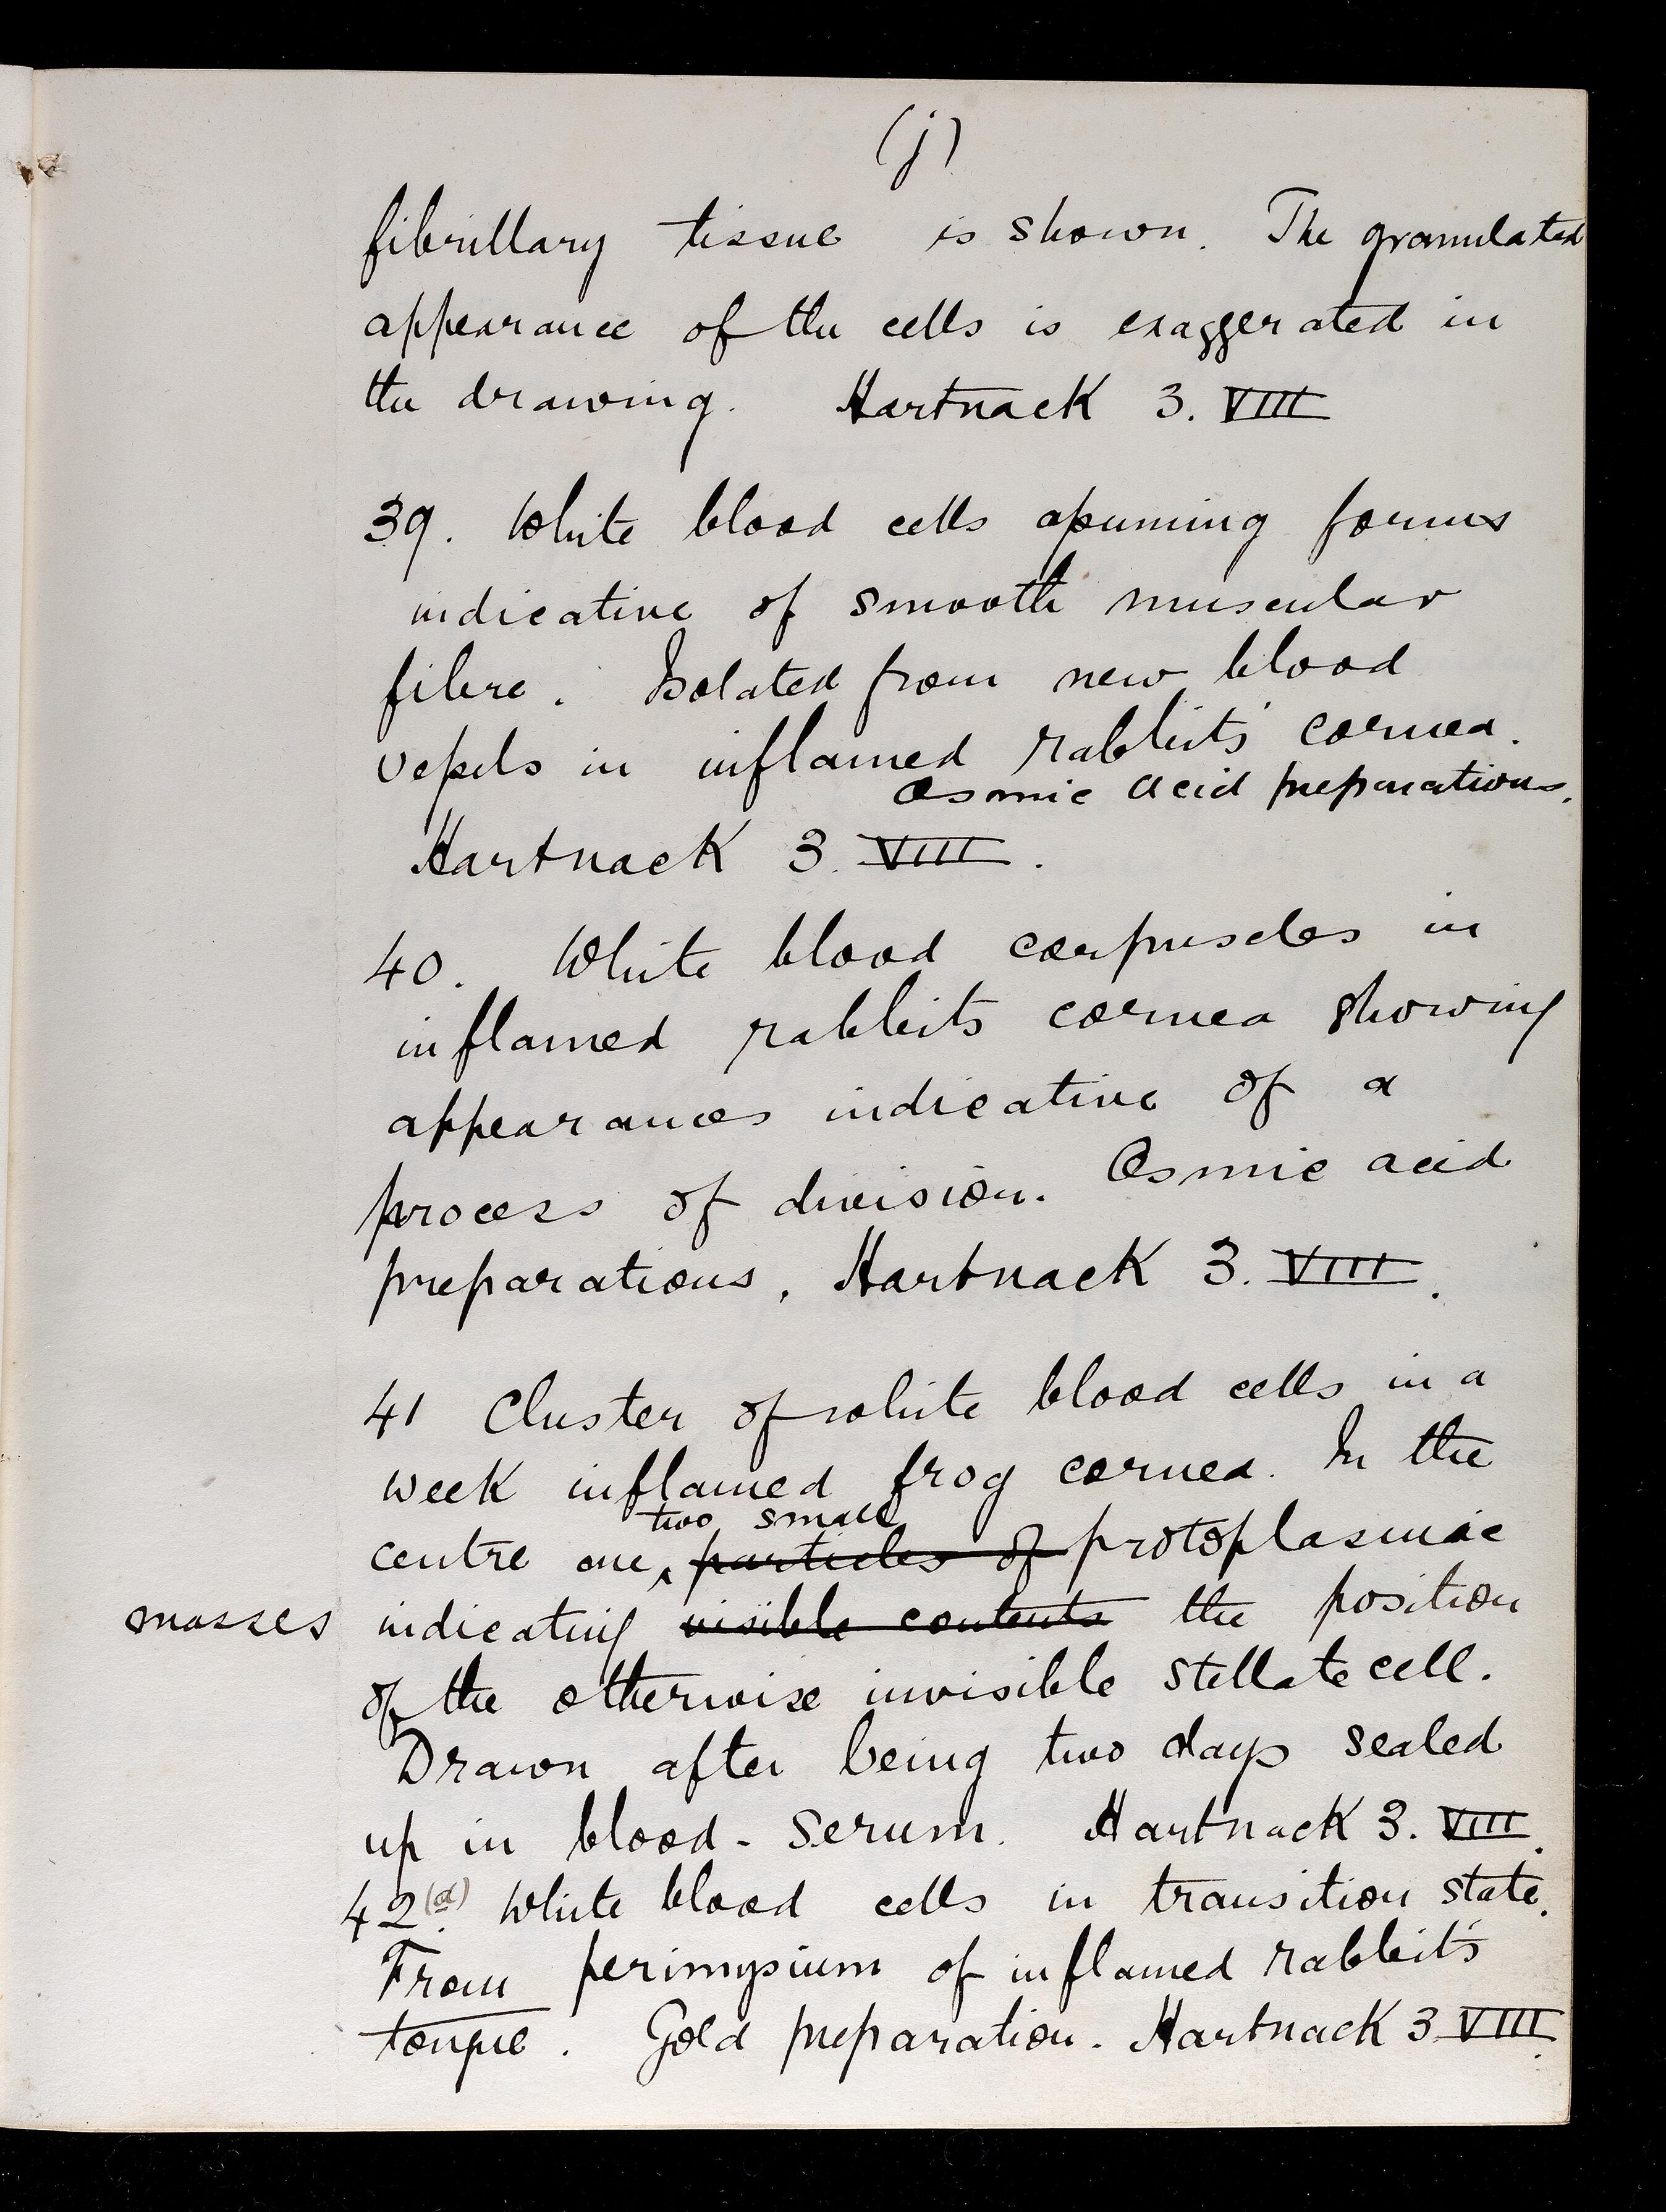 (j)
fibrillary tissue is shown. The granulated
appearance of the cells is exaggerated in
the drawing. Hartnack 3. VIII
39. White blood cells assuming forms
indicative of smooth muscular
fibre. Isolated from new blood
vessels in inflamed rabbits' cornea.
Osmic acid preparations.
Hartnack 3. VIII.
40. White blood corpuscles in
inflamed rabbits cornea showing
appearances indicative of a
process of division. Osmic acid
preparations, Hartnack 3. VIII.
41 Cluster of white blood cells in a
week inflamed frog cornea. In the
two small
centre one ‸ particles of protoplasmic
masses indicating visible contents the position
of the otherwise invisible stellate cell.
Drawn after being two days sealed
up in blood-serum. Hartnack 3. VIII.
42(a). White blood cells in transition state.
From perimysium of inflamed rabbit's
tongue. Gold preparation. Hartnack 3 VIII.